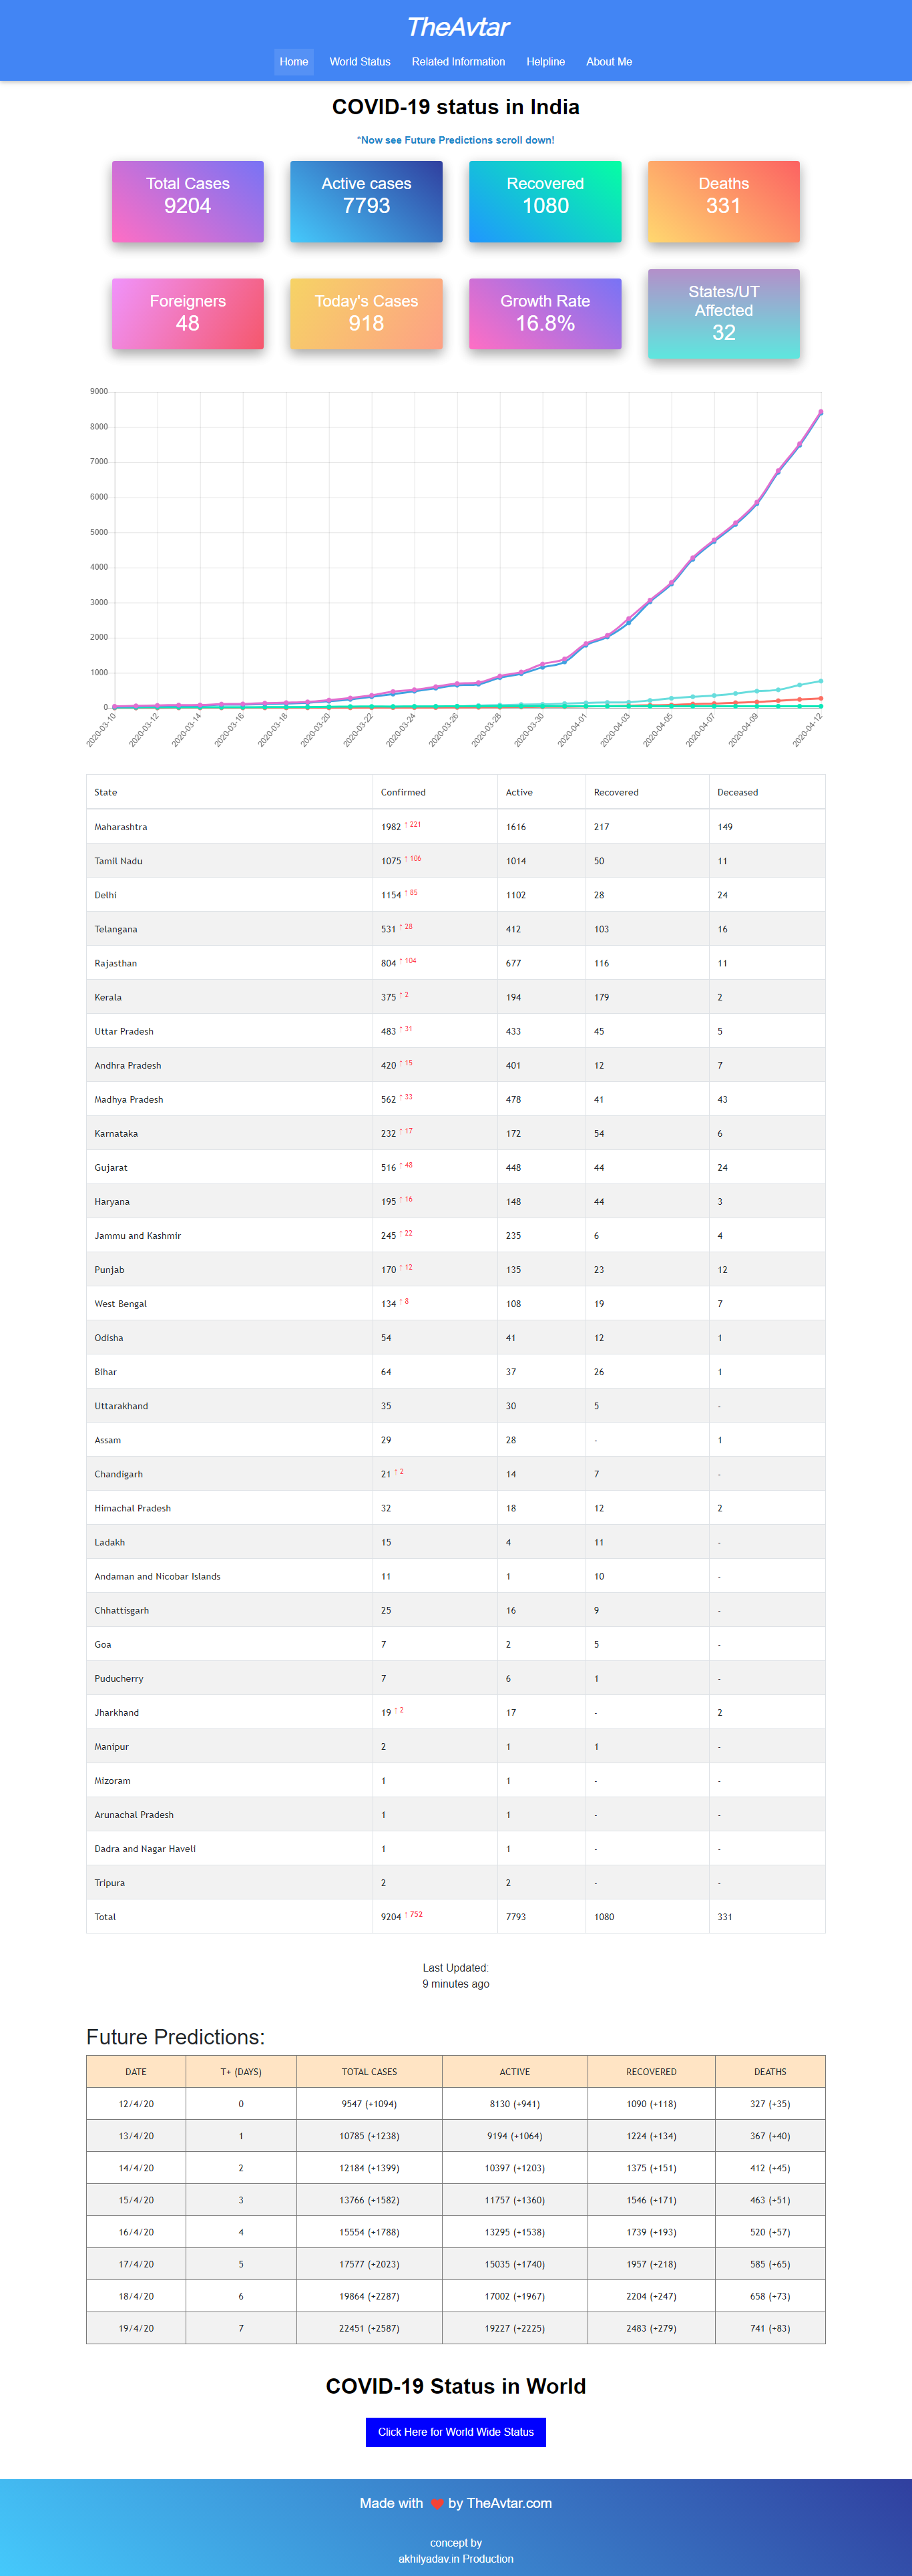 TheAvtar
Home World Status Related Information Helpline About Me
COVID-19 status in India
*Now see Future Predictions scroll down!
Total Cases
9204
Active cases
7793
Recovered
1080
Deaths
331
Foreigners
48
Today's Cases
918
Growth Rate
16.8%
States/UT
Affected
32
9000
8000
7000
6000
5000
4000
3000
2000
1000
0
2020-03-10 2020-03-12 2020-03-14 2020-03-16 2020-03-18 2020-03-20 2020-03-22 2020-03-24 2020-03-26 2020-03-28 2020-03-30 2020-04-01 2020-04-03 2020-04-05 2020-04-07 2020-04-09 2020-04-12
State Confirmed Active Recovered Deceased
Maharashtra 1982 ↑ 221 1616 217 149
Tamil Nadu 1075 ↑ 106 1014 50 11
Delhi 1154 ↑ 85 1102 28 24
Telangana 531 ↑ 28 412 103 16
Rajasthan 804 ↑ 104 677 116 11
Kerala 375 ↑ 2 194 179 2
Uttar Pradesh 483 ↑ 31 433 45 5
Andhra Pradesh 420 ↑ 15 401 12 7
Madhya Pradesh 562 ↑ 33 478 41 43
Karnataka 232 ↑ 17 172 54 6
Gujarat 516 ↑ 48 448 44 24
Haryana 195 ↑ 16 148 44 3
Jammu and Kashmir 245 ↑ 22 235 6 4
Punjab 170 ↑ 12 135 23 12
West Bengal 134 ↑ 8 108 19 7
Odisha 54 41 12 1
Bihar 64 37 26 1
Uttarakhand 35 30 5 -
Assam 29 28 - 1
Chandigarh 21 ↑ 2 14 7 -
Himachal Pradesh 32 18 12 2
Ladakh 15 4 11 -
Andaman and Nicobar Islands 11 1 10 -
Chhattisgarh 25 16 9 -
Goa 7 2 5 -
Puducherry 7 6 1 -
Jharkhand 19 ↑ 2 17 - 2
Manipur 2 1 1 -
Mizoram 1 1 - -
Arunachal Pradesh 1 1 - -
Dadra and Nagar Haveli 1 1 - -
Tripura 2 2 - -
Total 9204 ↑ 752 7793 1080 331
Last Updated:
9 minutes ago
Future Predictions:
DATE T+ (DAYS) TOTAL CASES ACTIVE RECOVERED DEATHS
12/4/20 0 9547 (+1094) 8130 (+941) 1090 (+118) 327 (+35)
13/4/20 1 10785 (+1238) 9194 (+1064) 1224 (+134) 367 (+40)
14/4/20 2 12184 (+1399) 10397 (+1203) 1375 (+151) 412 (+45)
15/4/20 3 13766 (+1582) 11757 (+1360) 1546 (+171) 463 (+51)
16/4/20 4 15554 (+1788) 13295 (+1538) 1739 (+193) 520 (+57)
17/4/20 5 17577 (+2023) 15035 (+1740) 1957 (+218) 585 (+65)
18/4/20 6 19864 (+2287) 17002 (+1967) 2204 (+247) 658 (+73)
19/4/20 7 22451 (+2587) 19227 (+2225) 2483 (+279) 741 (+83)
COVID-19 Status in World
Click Here for World Wide Status
Made with ❤ by TheAvtar.com
concept by
akhilyadav.in Production